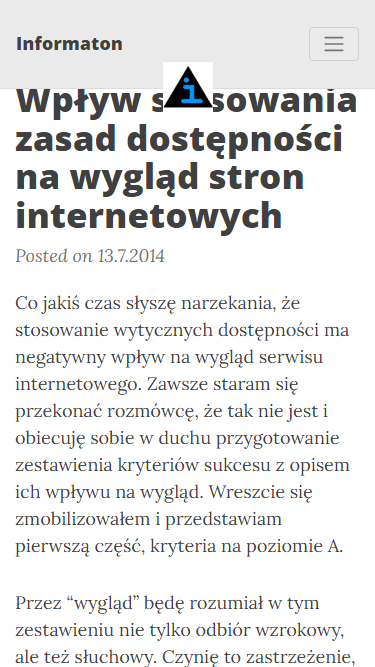 Informaton
Wpływ stosowania
zasad dostępności
na wygląd stron
internetowych
Posted on 13.7.2014
Co jakiś czas słyszę narzekania, że
stosowanie wytycznych dostępności ma
negatywny wpływ na wygląd serwisu
internetowego. Zawsze staram się
przekonać rozmówcę, że tak nie jest i
obiecuję sobie w duchu przygotowanie
zestawienia kryteriów sukcesu z opisem
ich wpływu na wygląd. Wreszcie się
zmobilizowałem i przedstawiam
pierwszą część, kryteria na poziomie A.
Przez “wygląd” będę rozumiał w tym
zestawieniu nie tylko odbiór wzrokowy,
ale też słuchowy. Czynię to zastrzeżenie,